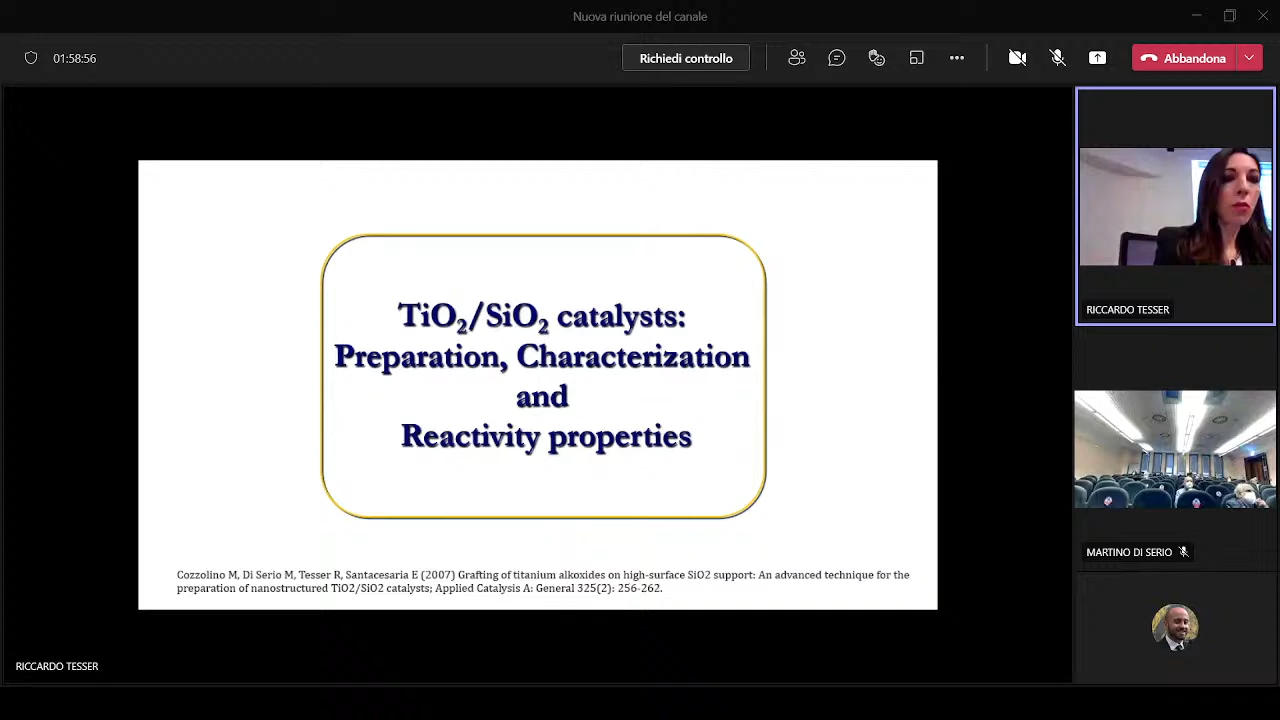 Nuova riunione del canale
01:58:56
Richiedi controllo
Abbandona
TiO₂/SiO₂ catalysts:
Preparation, Characterization
and
Reactivity properties
Cozzolino M, Di Serio M, Tesser R, Santacesaria E (2007) Grafting of titanium alkoxides on high-surface SiO2 support: An advanced technique for the
preparation of nanostructured TiO2/SiO2 catalysts; Applied Catalysis A: General 325(2): 256-262.
RICCARDO TESSER
RICCARDO TESSER
MARTINO DI SERIO